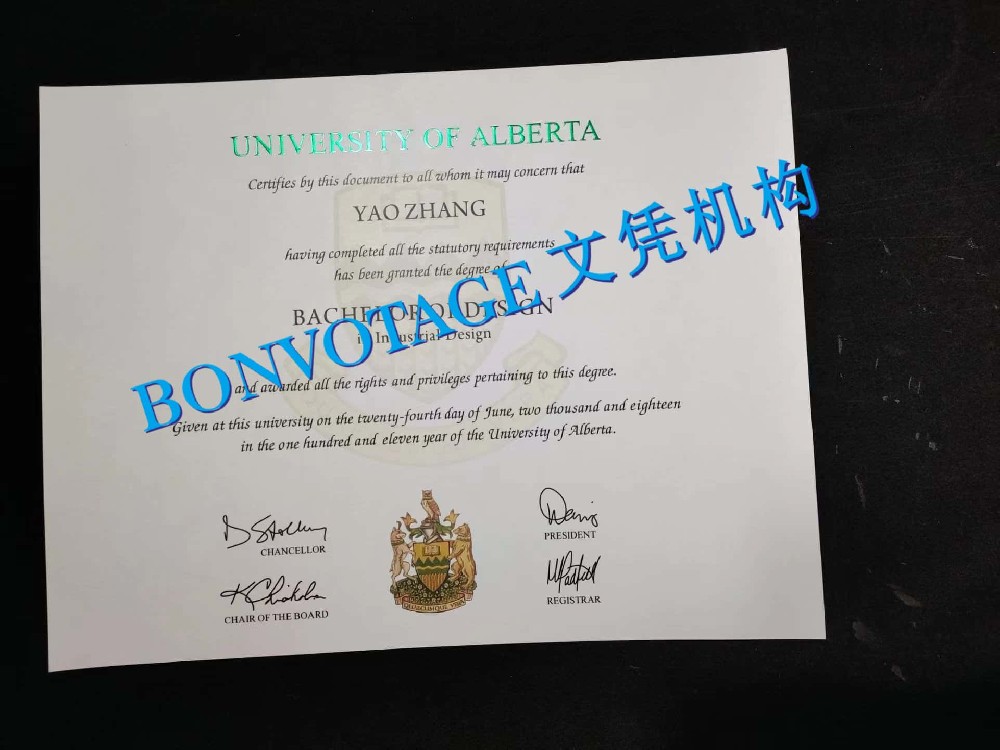 UNIVERSITY OF ALBERTA
Certifies by this document to all whom it may concern that
YAO ZHANG
having completed all the statutory requirements
has been granted the degree of
BACHELOR OF DESIGN
in Industrial Design
BONVOTAGE文凭机构
and awarded all the rights and privileges pertaining to this degree.
Given at this university on the twenty-fourth day of June, two thousand and eighteen
in the one hundred and eleven year of the University of Alberta.
CHANCELLOR
PRESIDENT
CHAIR OF THE BOARD
REGISTRAR